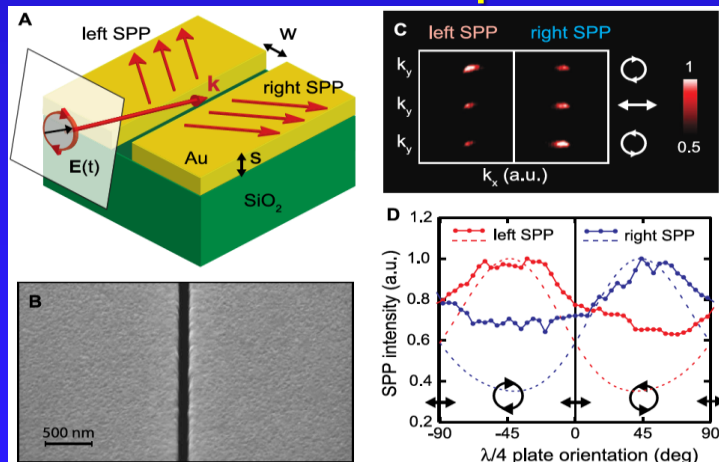 A
left SPP
w
right SPP
k
E(t)
Au
S
SiO2
B
500 nm
C
left SPP right SPP
ky
ky
ky
1
0.5
kx (a.u.)
D
left SPP
right SPP
SPP intensity (a.u.)
1.2
1.0
0.8
0.6
0.4
0.2
-90 -45 0 45 90
λ/4 plate orientation (deg)